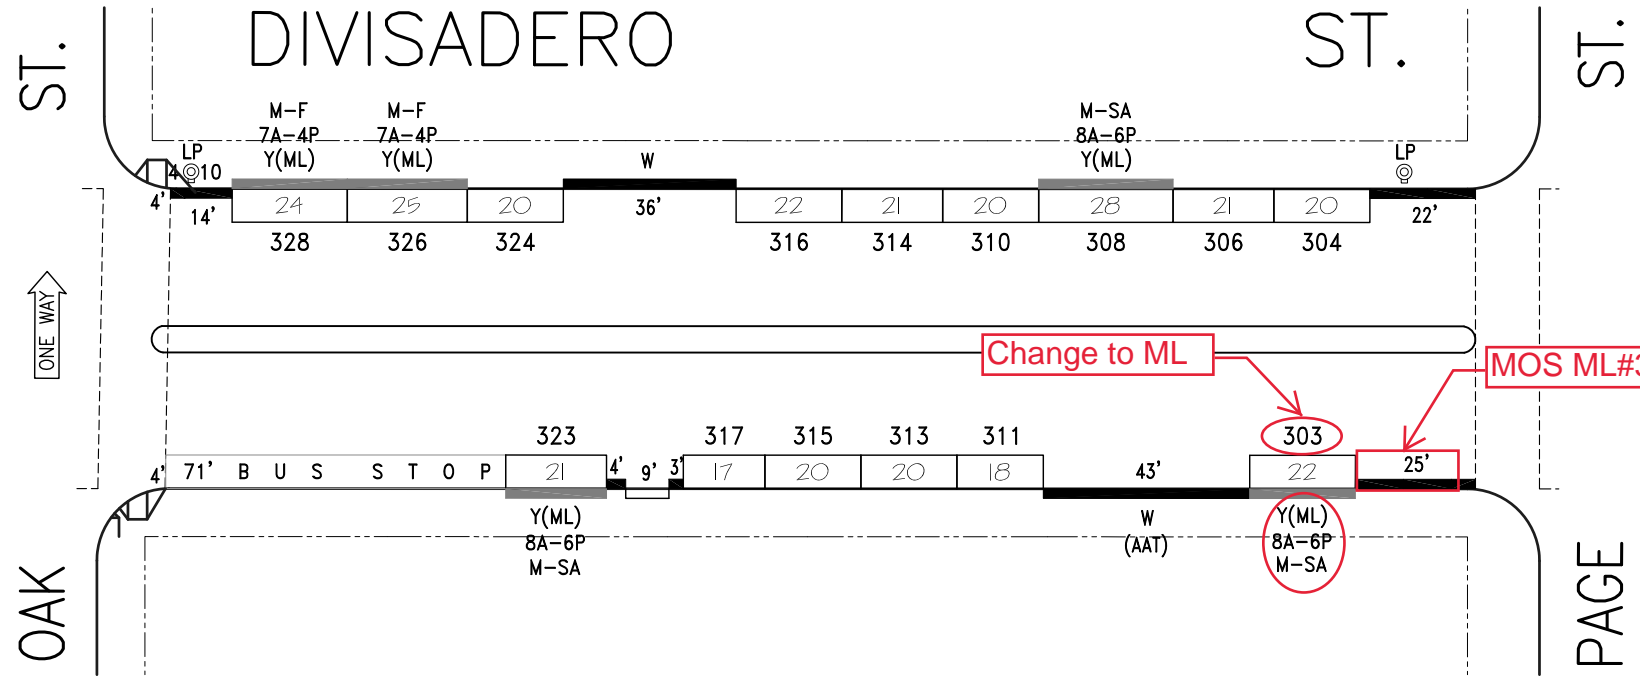 DIVISADERO ST.
ST.
ST.
M-F
7A-4P
Y(ML)
M-F
7A-4P
Y(ML)
M-SA
8A-6P
Y(ML)
LP
4 10
W
LP
4'
14'
24
25
20
36'
22
21
20
28
21
20
22'
328
326
324
316
314
310
308
306
304
ONE WAY
Change to ML
MOS ML#3
323
317
315
313
311
303
4'
71' BUS STOP
21
4'
9'
3'
17
20
20
18
43'
22
25'
Y(ML)
8A-6P
M-SA
W
(AAT)
Y(ML)
8A-6P
M-SA
OAK
PAGE